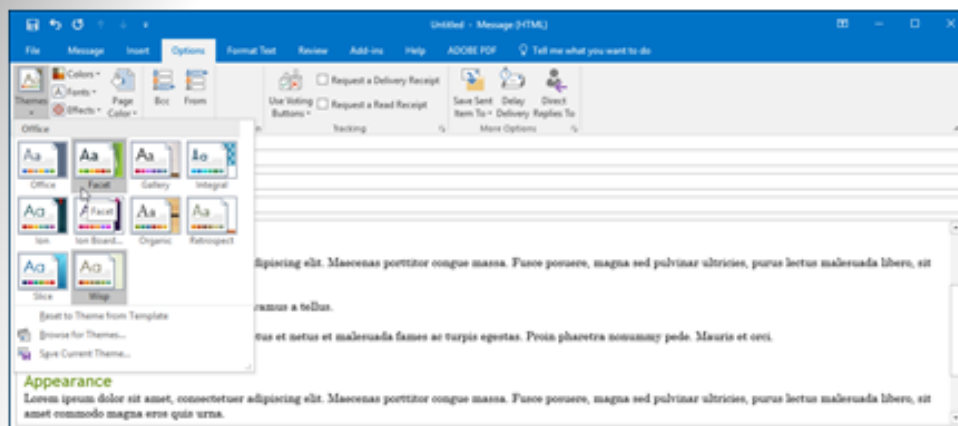 Untitled - Message (HTML)
File Message Insert Options Format Text Review Add-ins Help ADOBE PDF Tell me what you want to do
Themes Colors Fonts Effects Page Color Bcc From Use Voting Buttons Request a Delivery Receipt Request a Read Receipt Save Sent Item To Delay Delivery Direct Replies To
Tracking More Options
Office
Office Facet Gallery Integral
Facet
Ion Ion Board... Organic Retrospect
Slice Wisp
Reset to Theme from Template
Browse for Themes...
Save Current Theme...
dipiscing elit. Maecenas porttitor congue massa. Fusce posuere, magna sed pulvinar ultricies, purus lectus malesuada libero, sit
vamus a tellus.
tus et netus et malesuada fames ac turpis egestas. Proin pharetra nonummy pede. Mauris et orci.
Appearance
Lorem ipsum dolor sit amet, consectetuer adipiscing elit. Maecenas porttitor congue massa. Fusce posuere, magna sed pulvinar ultricies, purus lectus malesuada libero, sit
amet commodo magna eros quis urna.